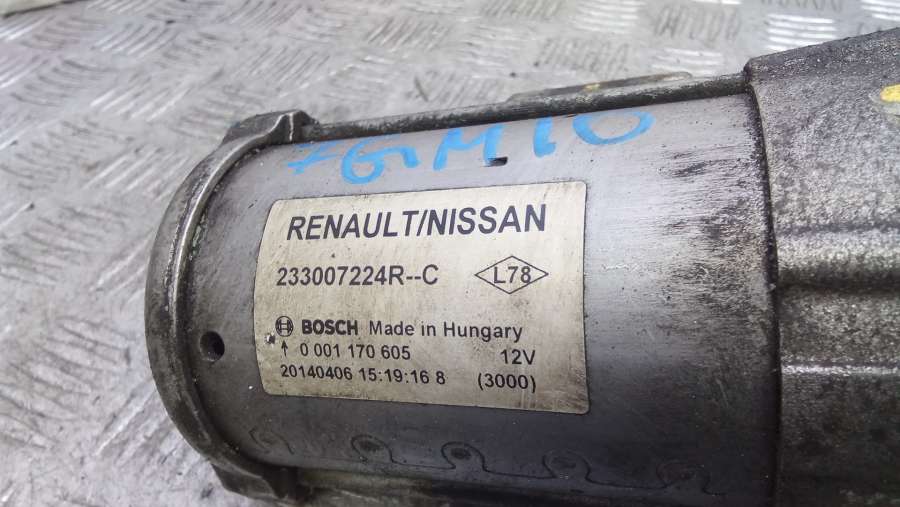 7GM10
RENAULT/NISSAN
233007224R--C L78
BOSCH Made in Hungary
↑ 0 001 170 605 12V
20140406 15:19:16 8 (3000)